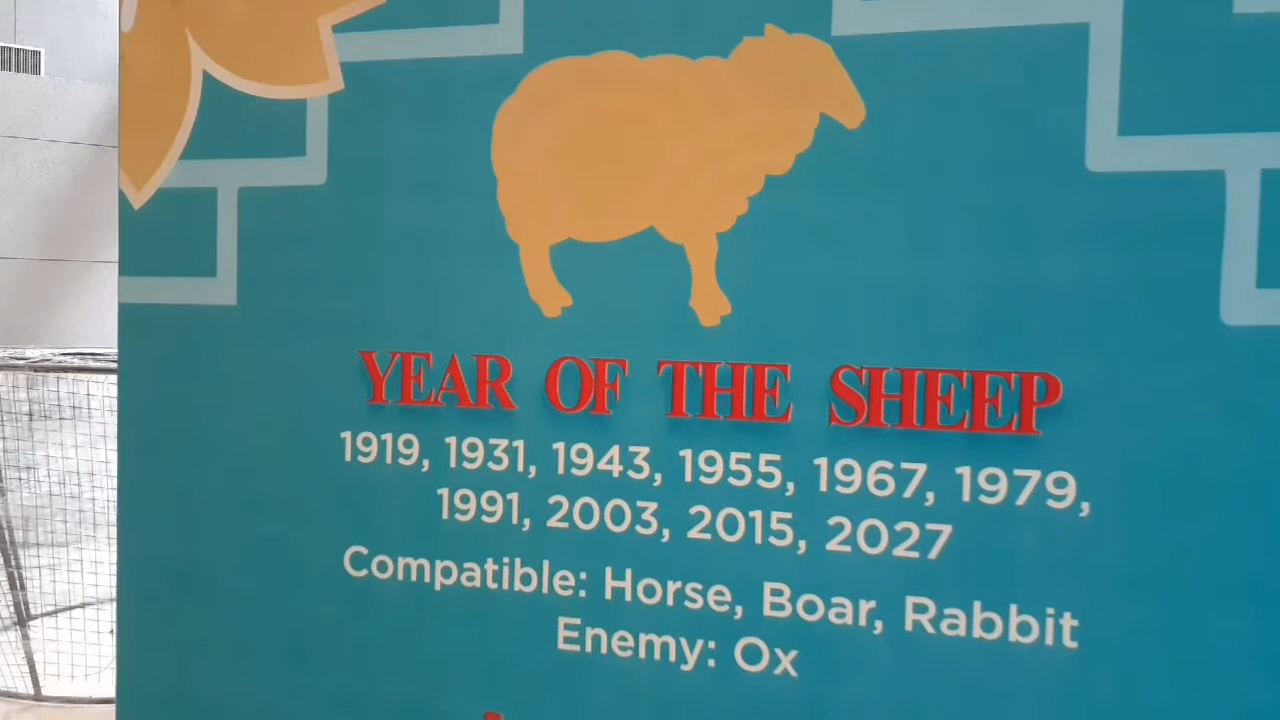 YEAR OF THE SHEEP
1919, 1931, 1943, 1955, 1967, 1979,
1991, 2003, 2015, 2027
Compatible: Horse, Boar, Rabbit
Enemy: Ox